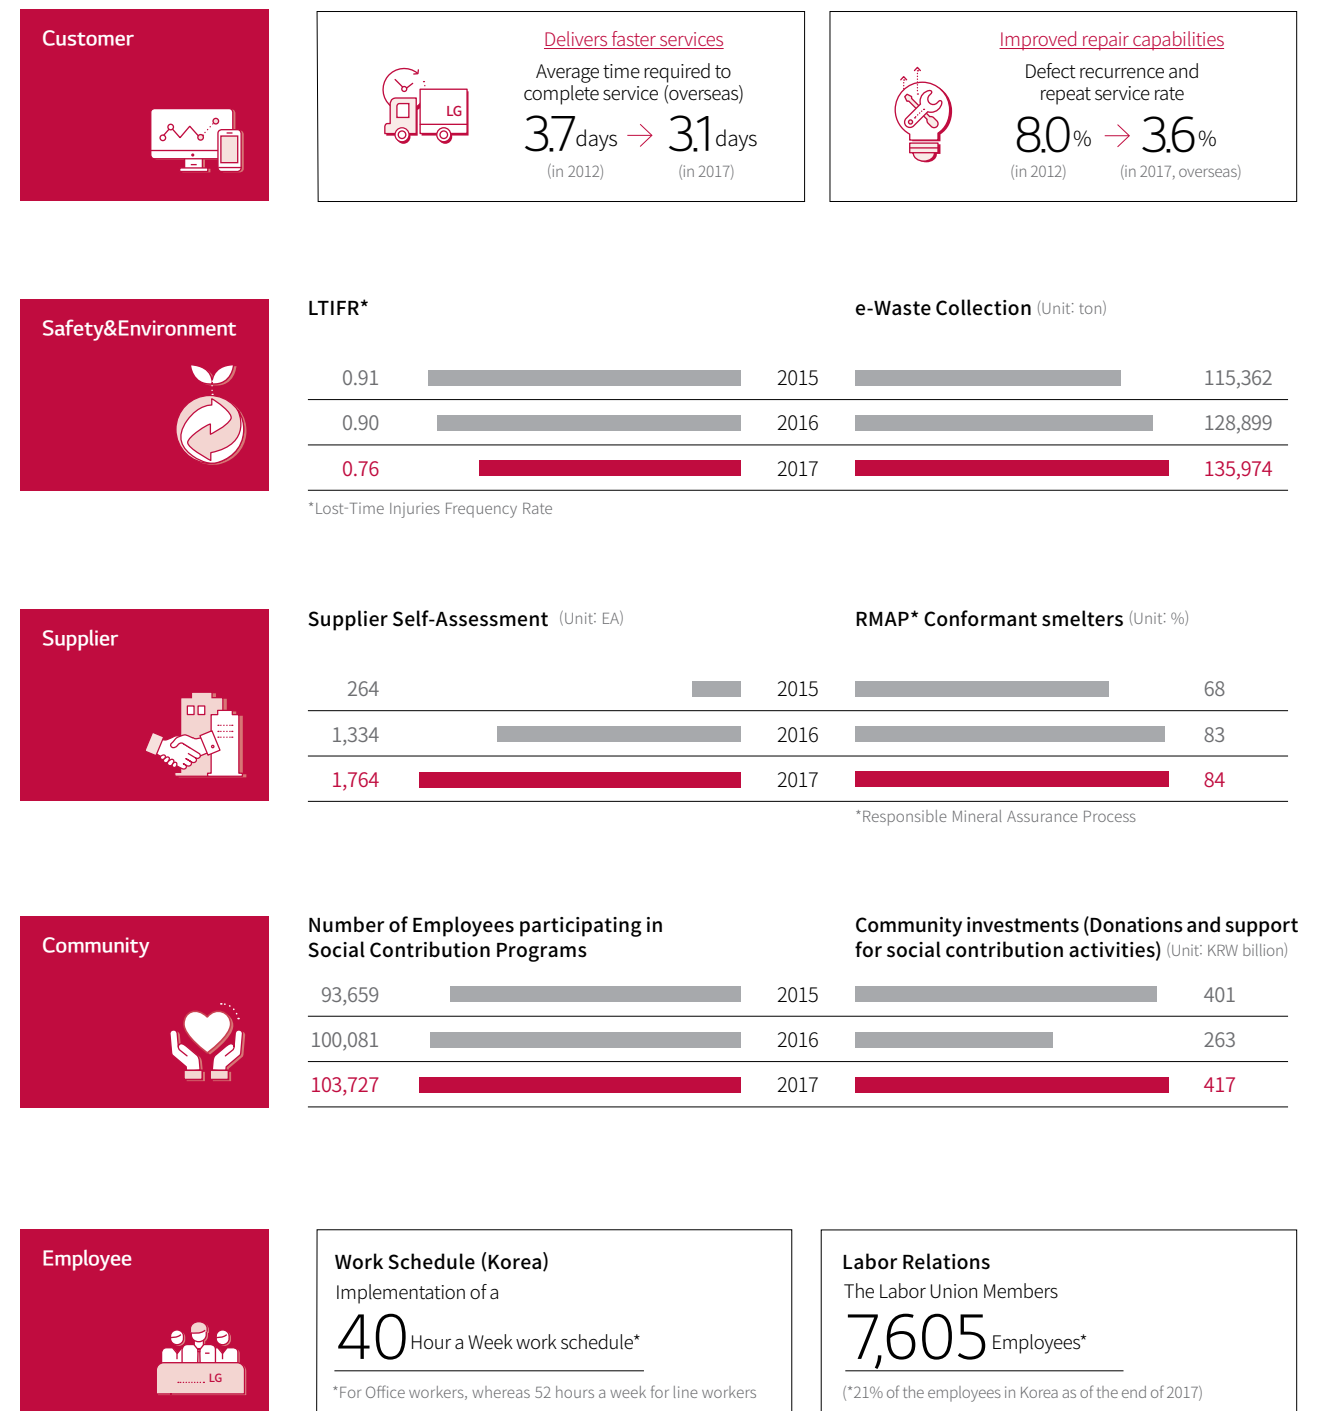 Customer
Delivers faster services
Average time required to
complete service (overseas)
3.7 days → 3.1 days
(in 2012) (in 2017)
LG
Improved repair capabilities
Defect recurrence and
repeat service rate
8.0 % → 3.6 %
(in 2012) (in 2017, overseas)
Safety&Environment
LTIFR*
e-Waste Collection (Unit: ton)
0.91 2015 115,362
0.90 2016 128,899
0.76 2017 135,974
*Lost-Time Injuries Frequency Rate
Supplier
Supplier Self-Assessment (Unit: EA)
RMAP* Conformant smelters (Unit: %)
264 2015 68
1,334 2016 83
1,764 2017 84
*Responsible Mineral Assurance Process
Community
Number of Employees participating in
Social Contribution Programs
Community investments (Donations and support
for social contribution activities) (Unit: KRW billion)
93,659 2015 401
100,081 2016 263
103,727 2017 417
Employee
LG
Work Schedule (Korea)
Implementation of a
40 Hour a Week work schedule*
*For Office workers, whereas 52 hours a week for line workers
Labor Relations
The Labor Union Members
7,605 Employees*
(*21% of the employees in Korea as of the end of 2017)